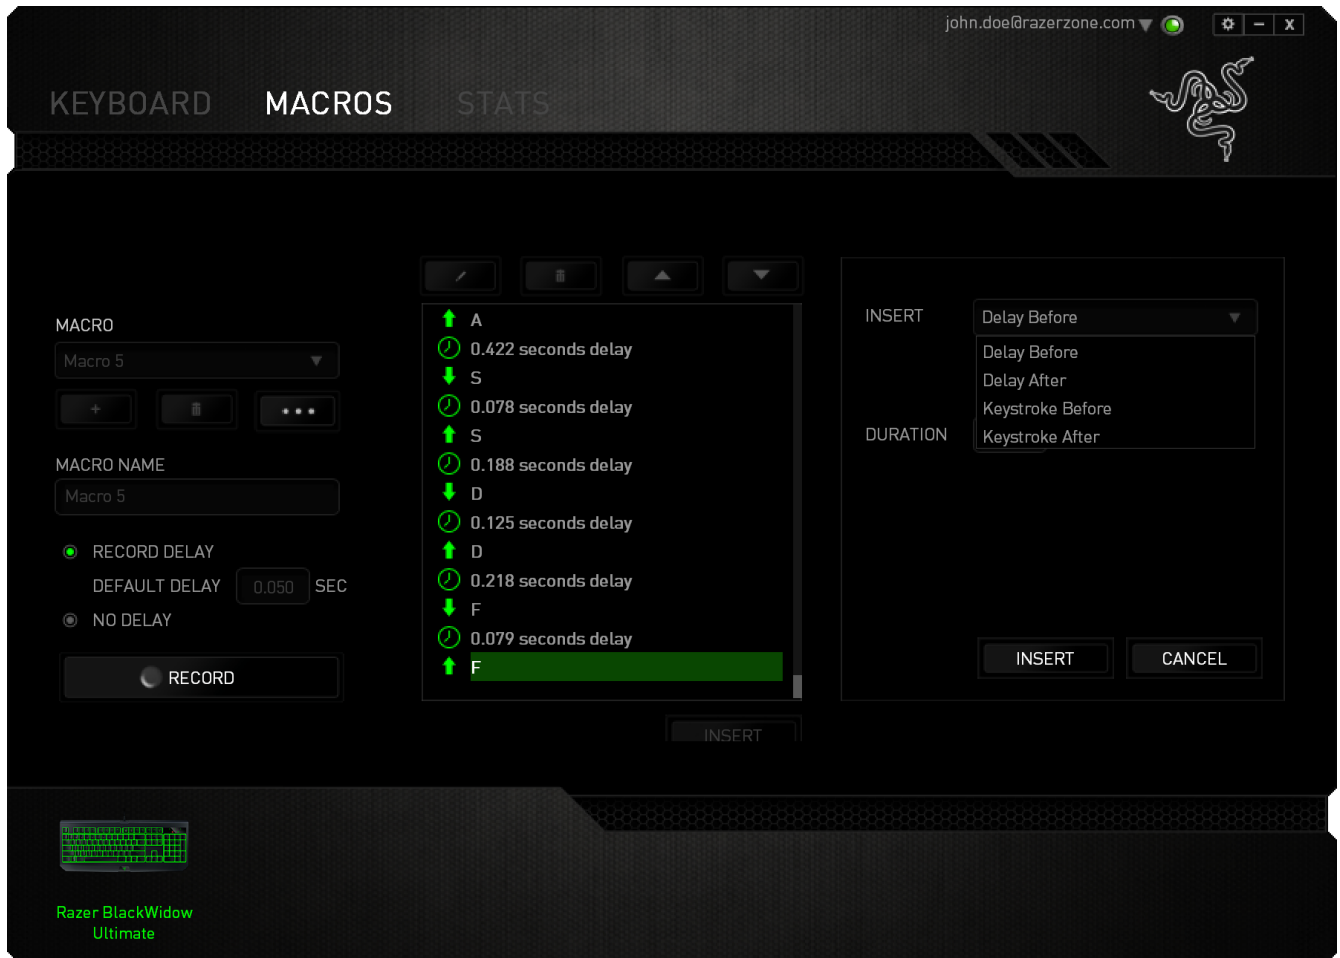 john.doe@razerzone.com
X
KEYBOARD
MACROS
STATS
MACRO
Macro 5
MACRO NAME
Macro 5
RECORD DELAY
DEFAULT DELAY 0.050 SEC
NO DELAY
RECORD
A
0.422 seconds delay
S
0.078 seconds delay
S
0.188 seconds delay
D
0.125 seconds delay
D
0.218 seconds delay
F
0.079 seconds delay
F
INSERT
INSERT
Delay Before
Delay Before
Delay After
Keystroke Before
Keystroke After
DURATION
INSERT
CANCEL
Razer BlackWidow
Ultimate